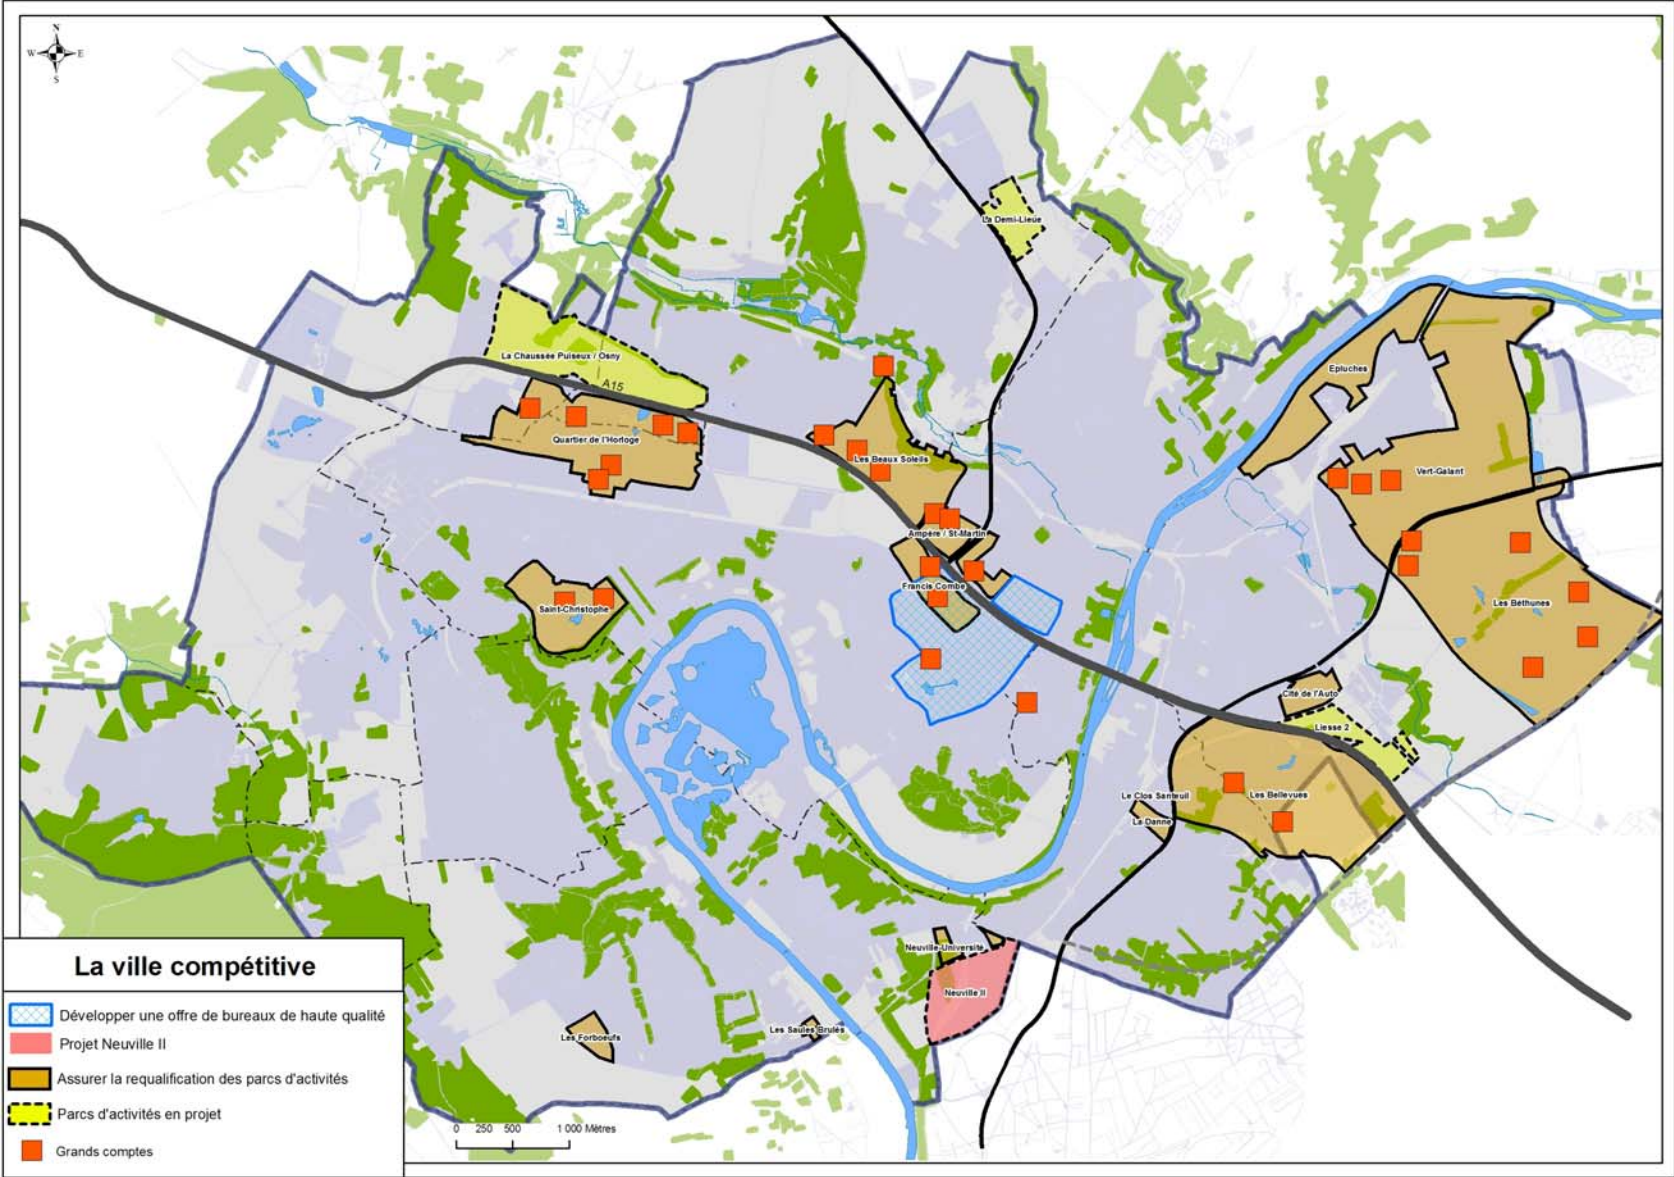 N
W E
S
La Demi-Lieue
La Chaussée Puiseux / Osny
A15
Epluches
Quartier de l'Horloge
Les Beaux Soleils
Vert-Galant
Ampère / St-Martin
Francis Combe
Saint-Christophe
Les Béthunes
Cité de l'Auto
Liesse 2
Le Clos Santeuil
Les Bellevues
La Danne
Neuville-Université
Neuville II
Les Forboeufs
Les Saules Brulés
La ville compétitive
Développer une offre de bureaux de haute qualité
Projet Neuville II
Assurer la requalification des parcs d'activités
Parcs d'activités en projet
Grands comptes
0 250 500 1 000 Mètres